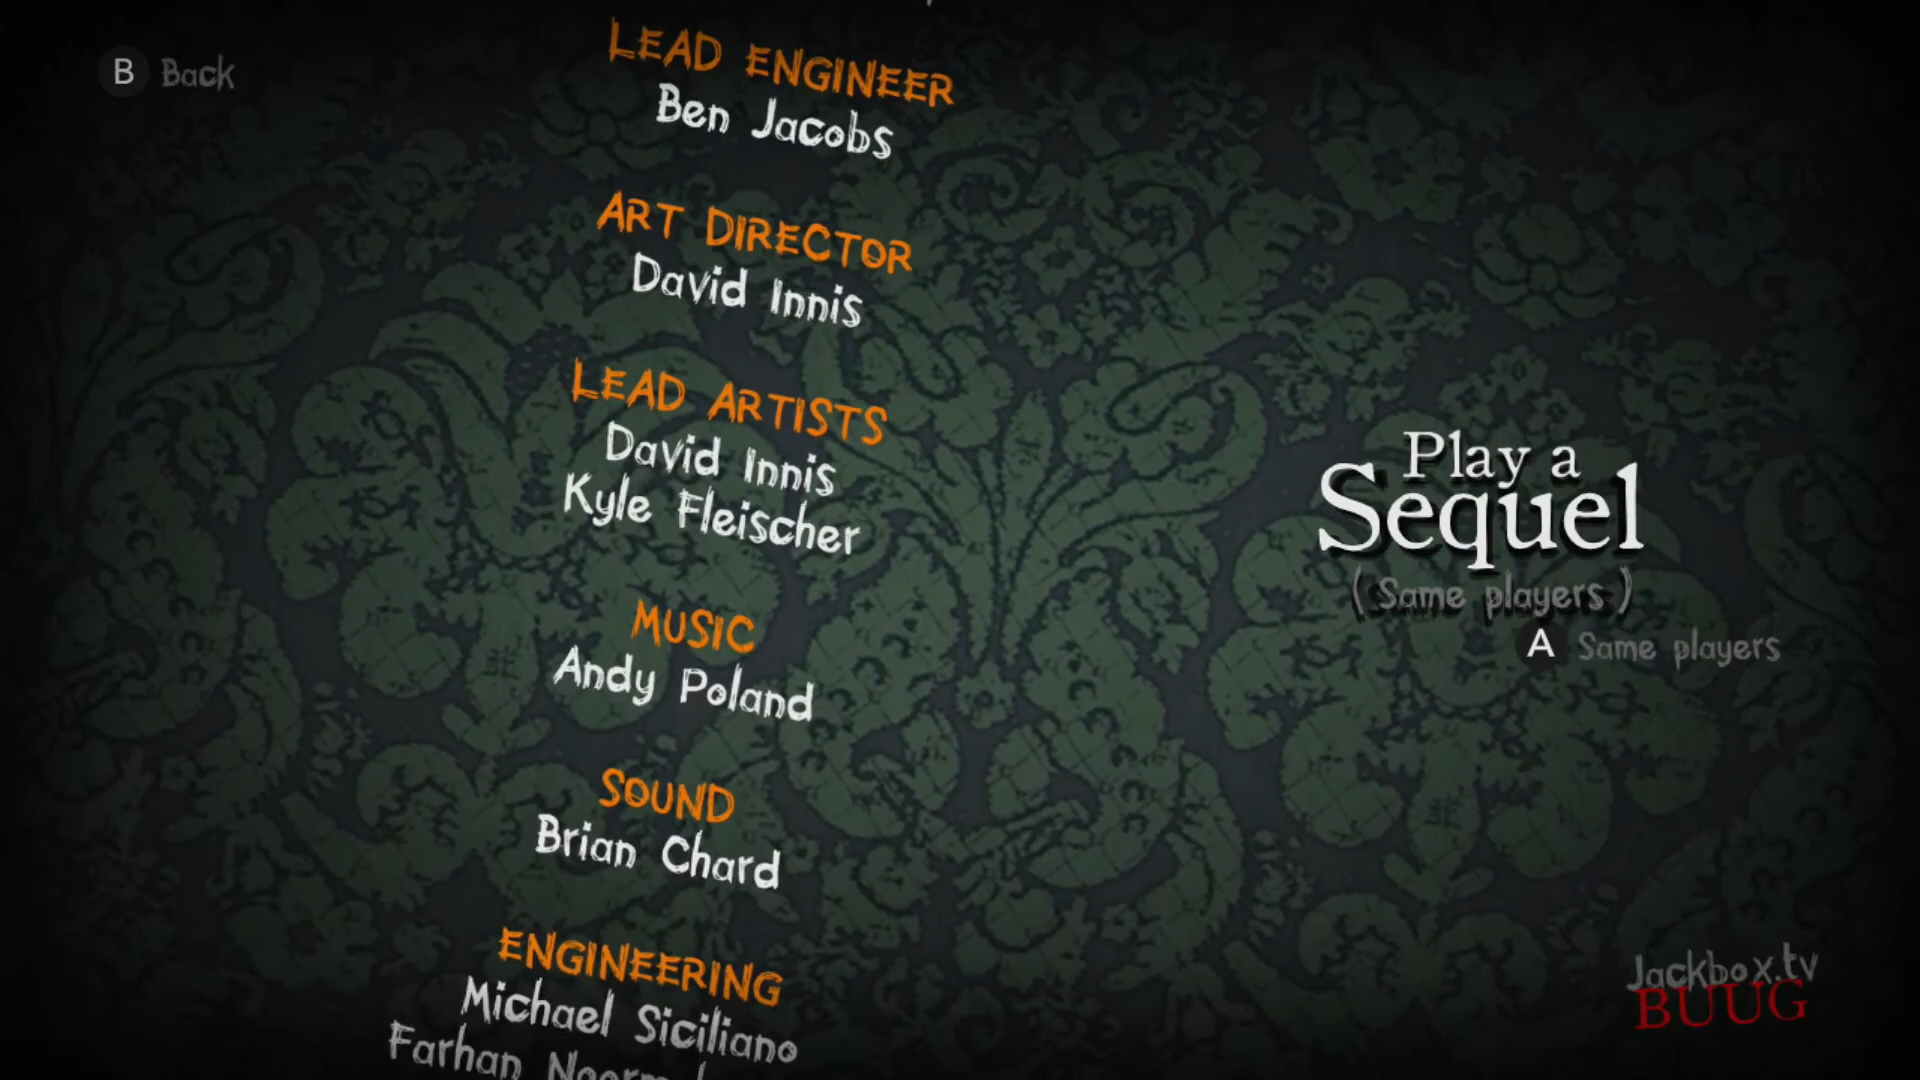 B Back
LEAD ENGINEER
Ben Jacobs
ART DIRECTOR
David Innis
LEAD ARTISTS
David Innis
Kyle Fleischer
MUSIC
Andy Poland
SOUND
Brian Chard
ENGINEERING
Michael Siciliano
Farhan
Play a
Sequel
(Same players)
A Same players
Jackbox.tv
BUUG